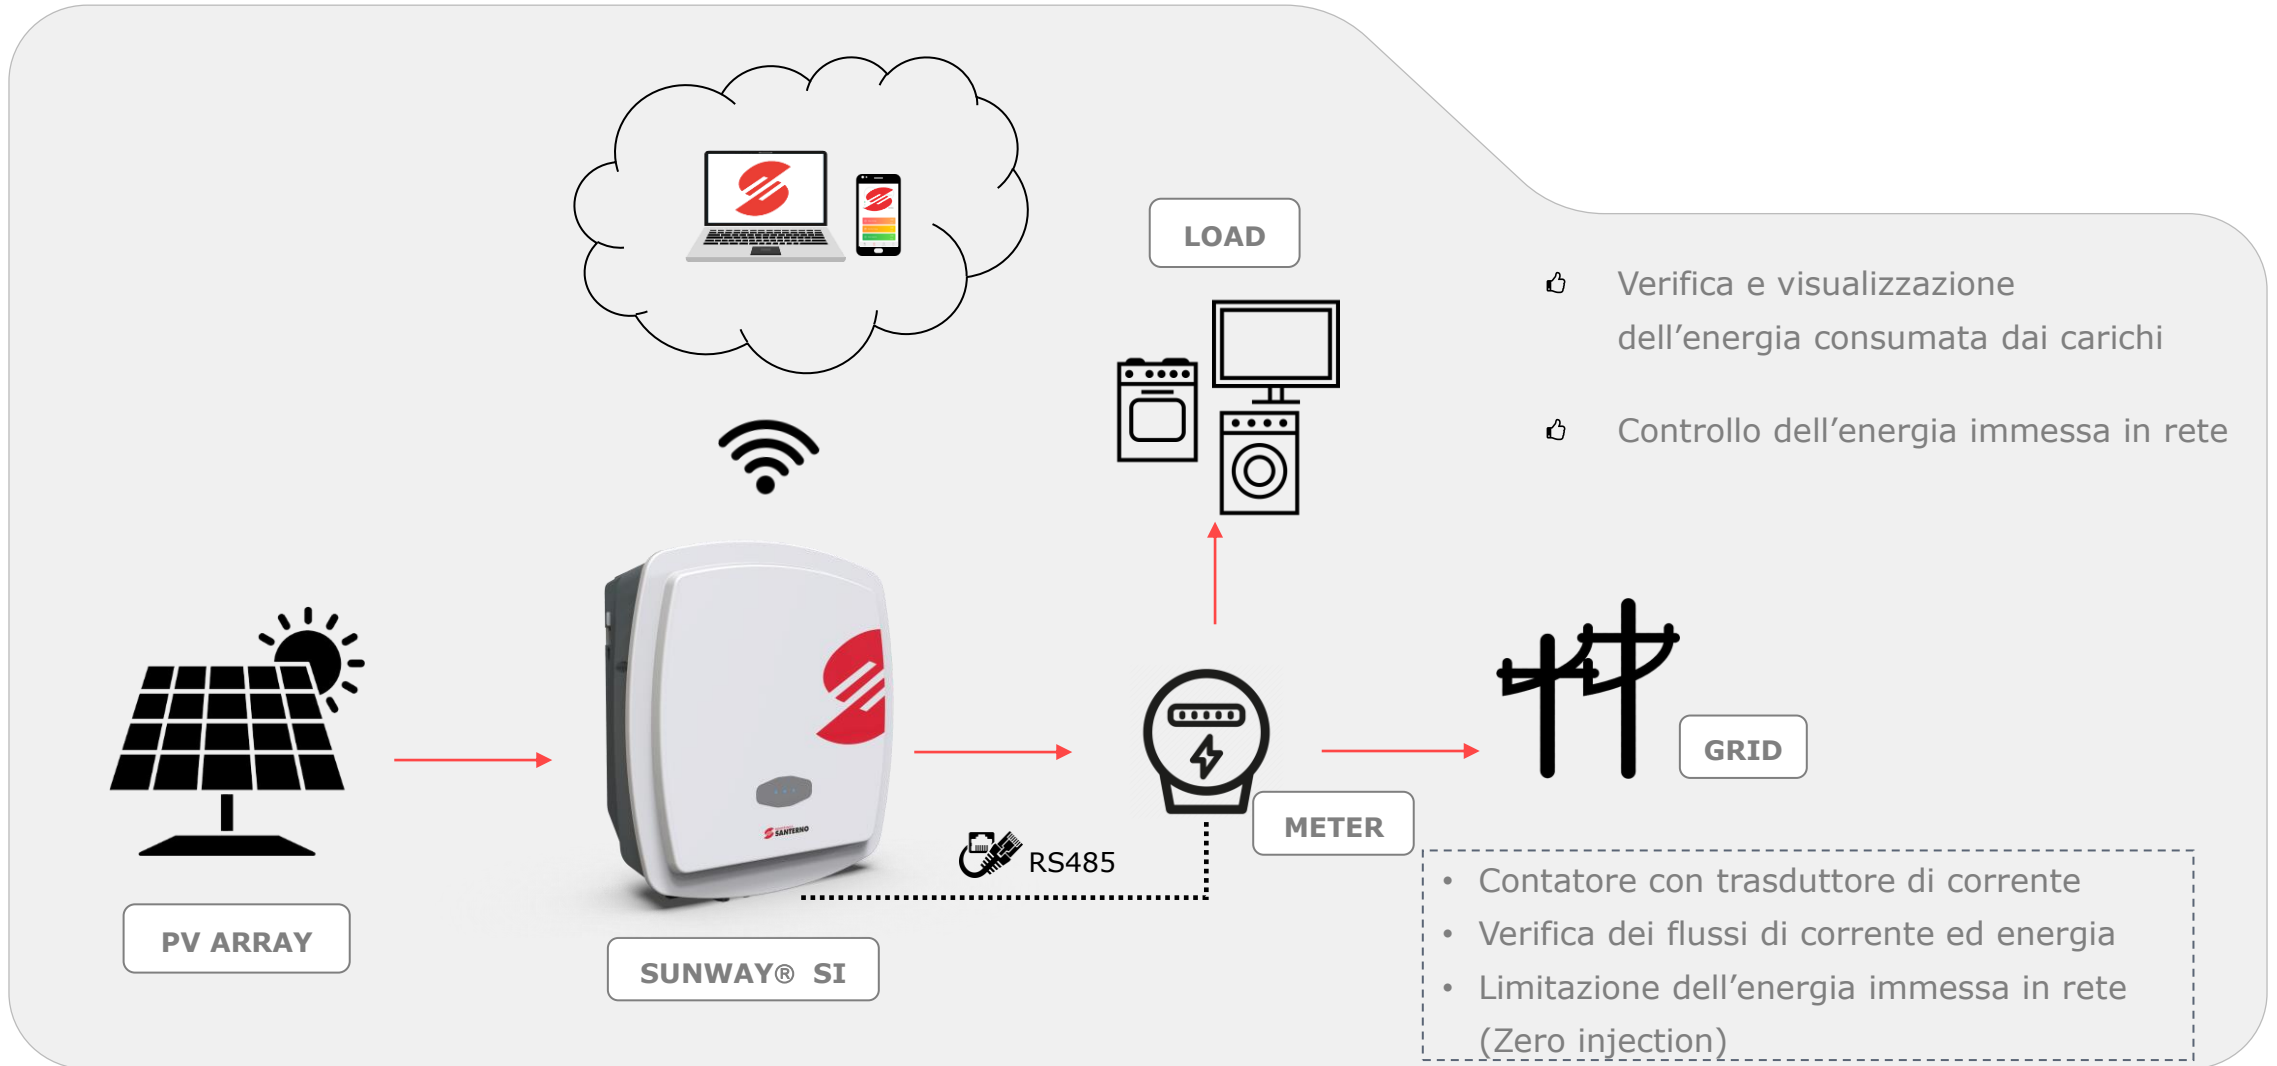 LOAD
Verifica e visualizzazione
dell’energia consumata dai carichi
Controllo dell’energia immessa in rete
GRID
METER
RS485
SANTERNO
PV ARRAY
SUNWAY® SI
• Contatore con trasduttore di corrente
• Verifica dei flussi di corrente ed energia
• Limitazione dell’energia immessa in rete
(Zero injection)